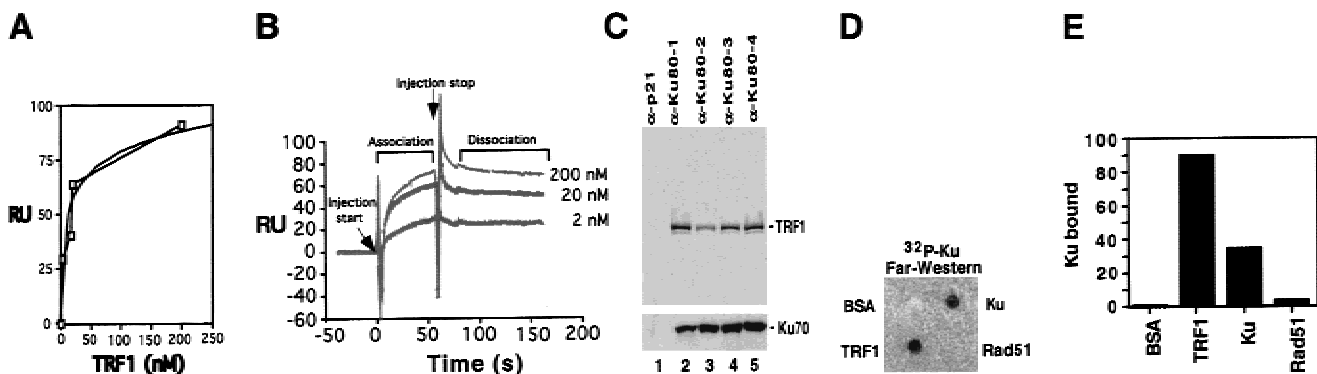 A
100
75
50
25
0
RU
0 50 100 150 200 250
TRF1 (nM)
B
Injection stop
Association
Dissociation
Injection start
RU
100
80
60
40
20
0
-20
-40
-60
200 nM
20 nM
2 nM
-50 0 50 100 150 200
Time (s)
C
α-p21
α-Ku80-1
α-Ku80-2
α-Ku80-3
α-Ku80-4
-TRF1
-Ku70
1 2 3 4 5
D
32P-Ku
Far-Western
BSA
Ku
TRF1
Rad51
E
Ku bound
100
80
60
40
20
0
BSA
TRF1
Ku
Rad51